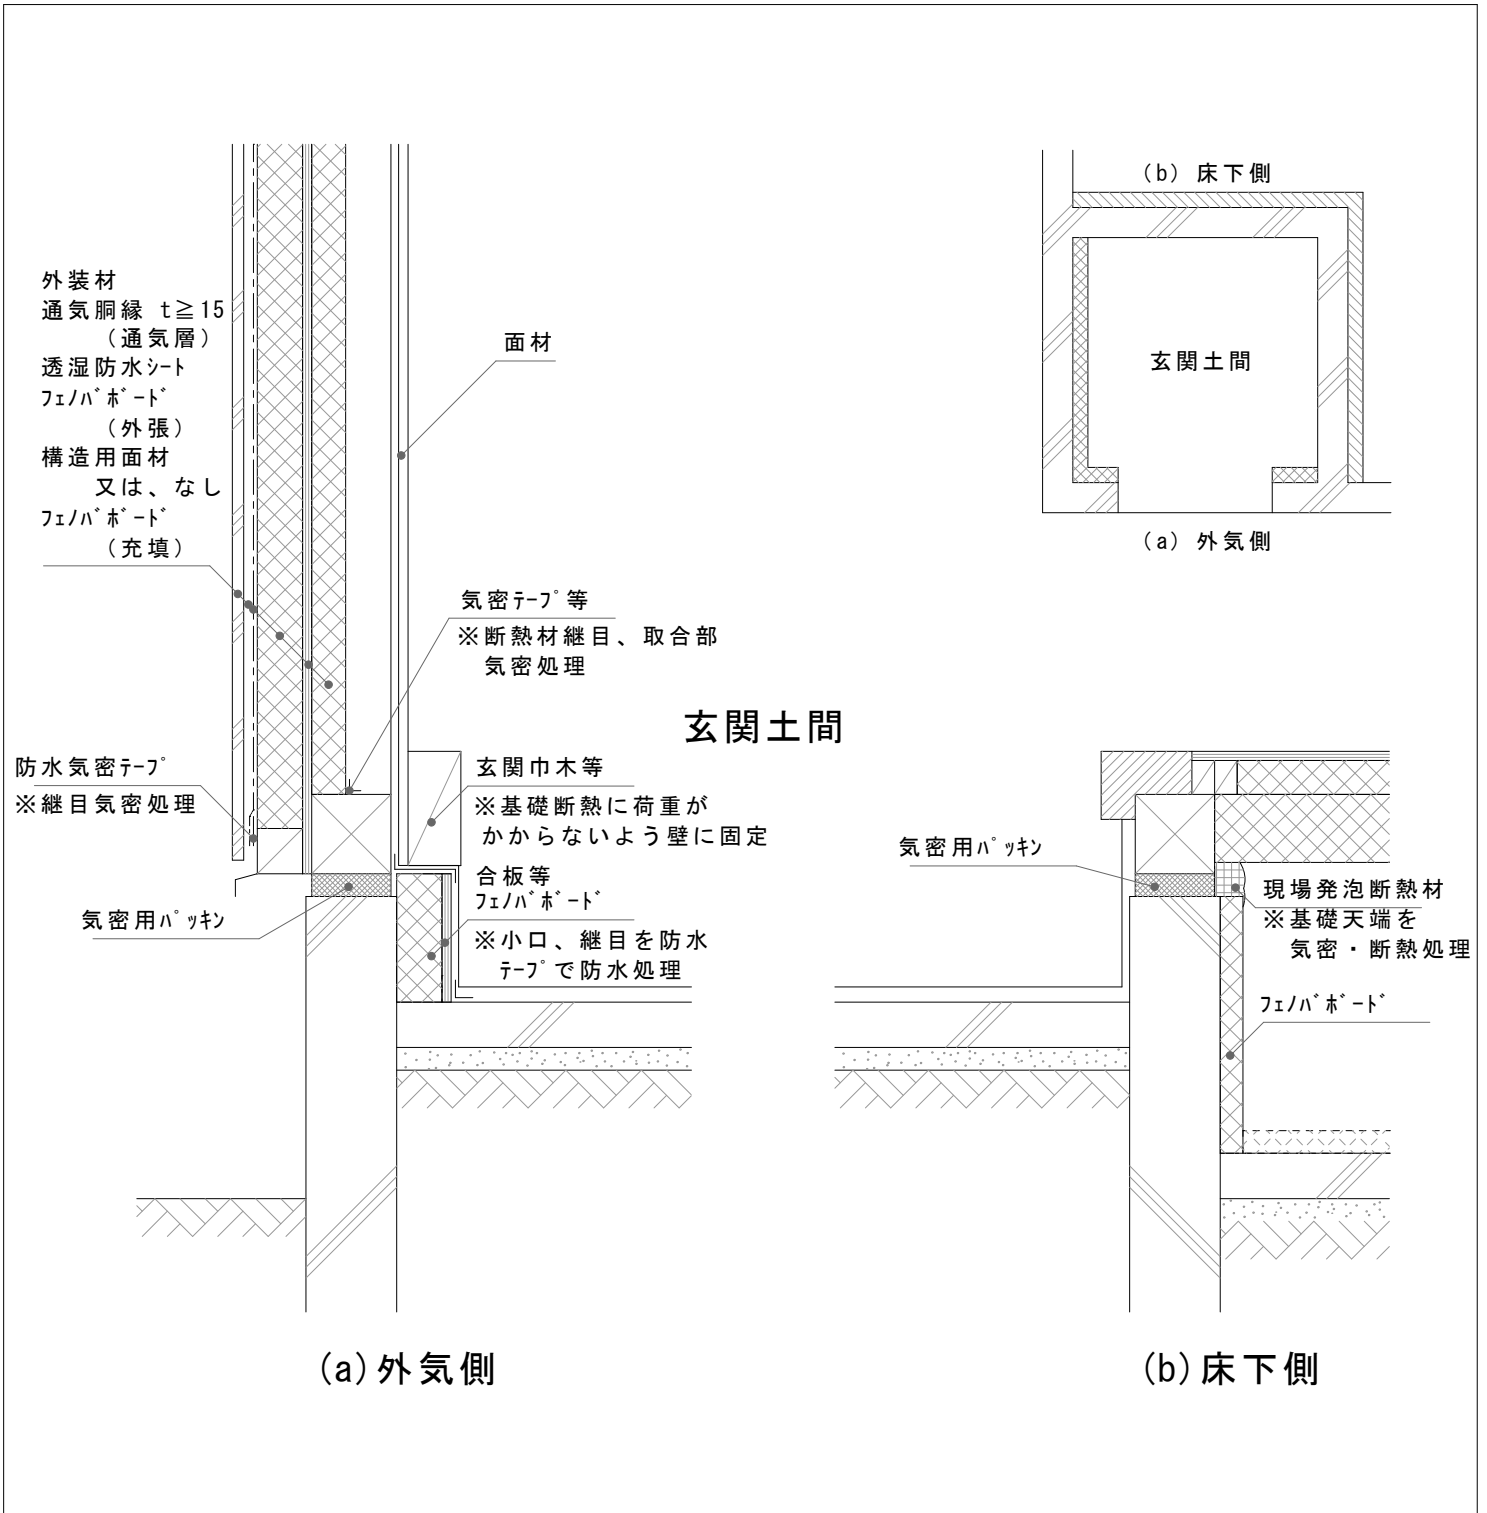 (b) 床下側
玄関土間
(a) 外気側
外装材
通気胴縁 t≧15
(通気層)
透湿防水ｼｰﾄ
ﾌｪﾉﾊﾞﾎﾞｰﾄﾞ
(外張)
構造用面材
又は、なし
ﾌｪﾉﾊﾞﾎﾞｰﾄﾞ
(充填)
面材
気密ﾃｰﾌﾟ等
※断熱材継目、取合部
気密処理
玄関土間
防水気密ﾃｰﾌﾟ
※継目気密処理
玄関巾木等
※基礎断熱に荷重が
かからないよう壁に固定
合板等
ﾌｪﾉﾊﾞﾎﾞｰﾄﾞ
※小口、継目を防水
ﾃｰﾌﾟで防水処理
気密用ﾊﾟｯｷﾝ
気密用ﾊﾟｯｷﾝ
現場発泡断熱材
※基礎天端を
気密・断熱処理
ﾌｪﾉﾊﾞﾎﾞｰﾄﾞ
(a)外気側
(b)床下側